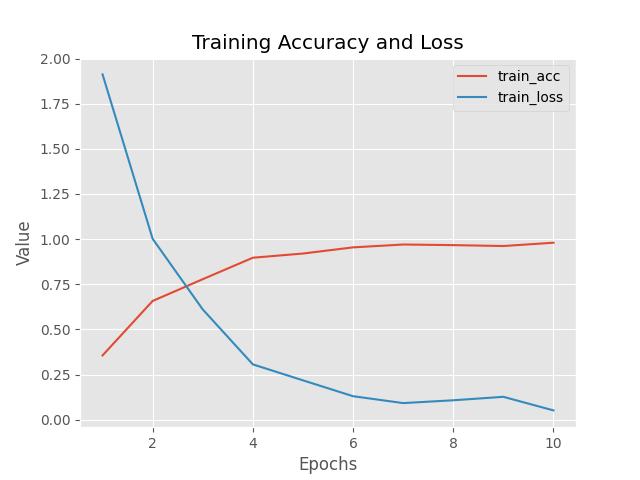 Training Accuracy and Loss
train_acc
train_loss
Value
2.00
1.75
1.50
1.25
1.00
0.75
0.50
0.25
0.00
2 4 6 8 10
Epochs